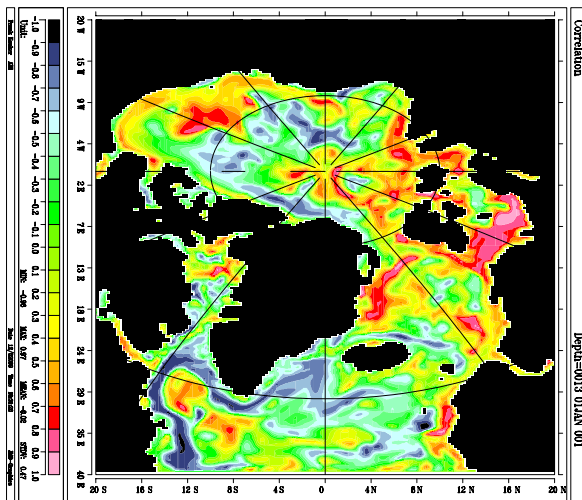 Correlation
Depth=0013 01JAN 001
20 W
15 W
9 W
4 W
2 E
7 E
13 E
18 E
24 E
29 E
35 E
40 E
20 S 16 S 12 S 8 S 4 S 0 4 N 8 N 12 N 16 N 20 N
-1.0 -0.9 -0.8 -0.7 -0.6 -0.5 -0.4 -0.3 -0.2 -0.1 0.0 0.1 0.2 0.3 0.4 0.5 0.6 0.7 0.8 0.9 1.0
Unit: MIN: MAX: 0.97 MEAN: -0.02 STDV: 0.47